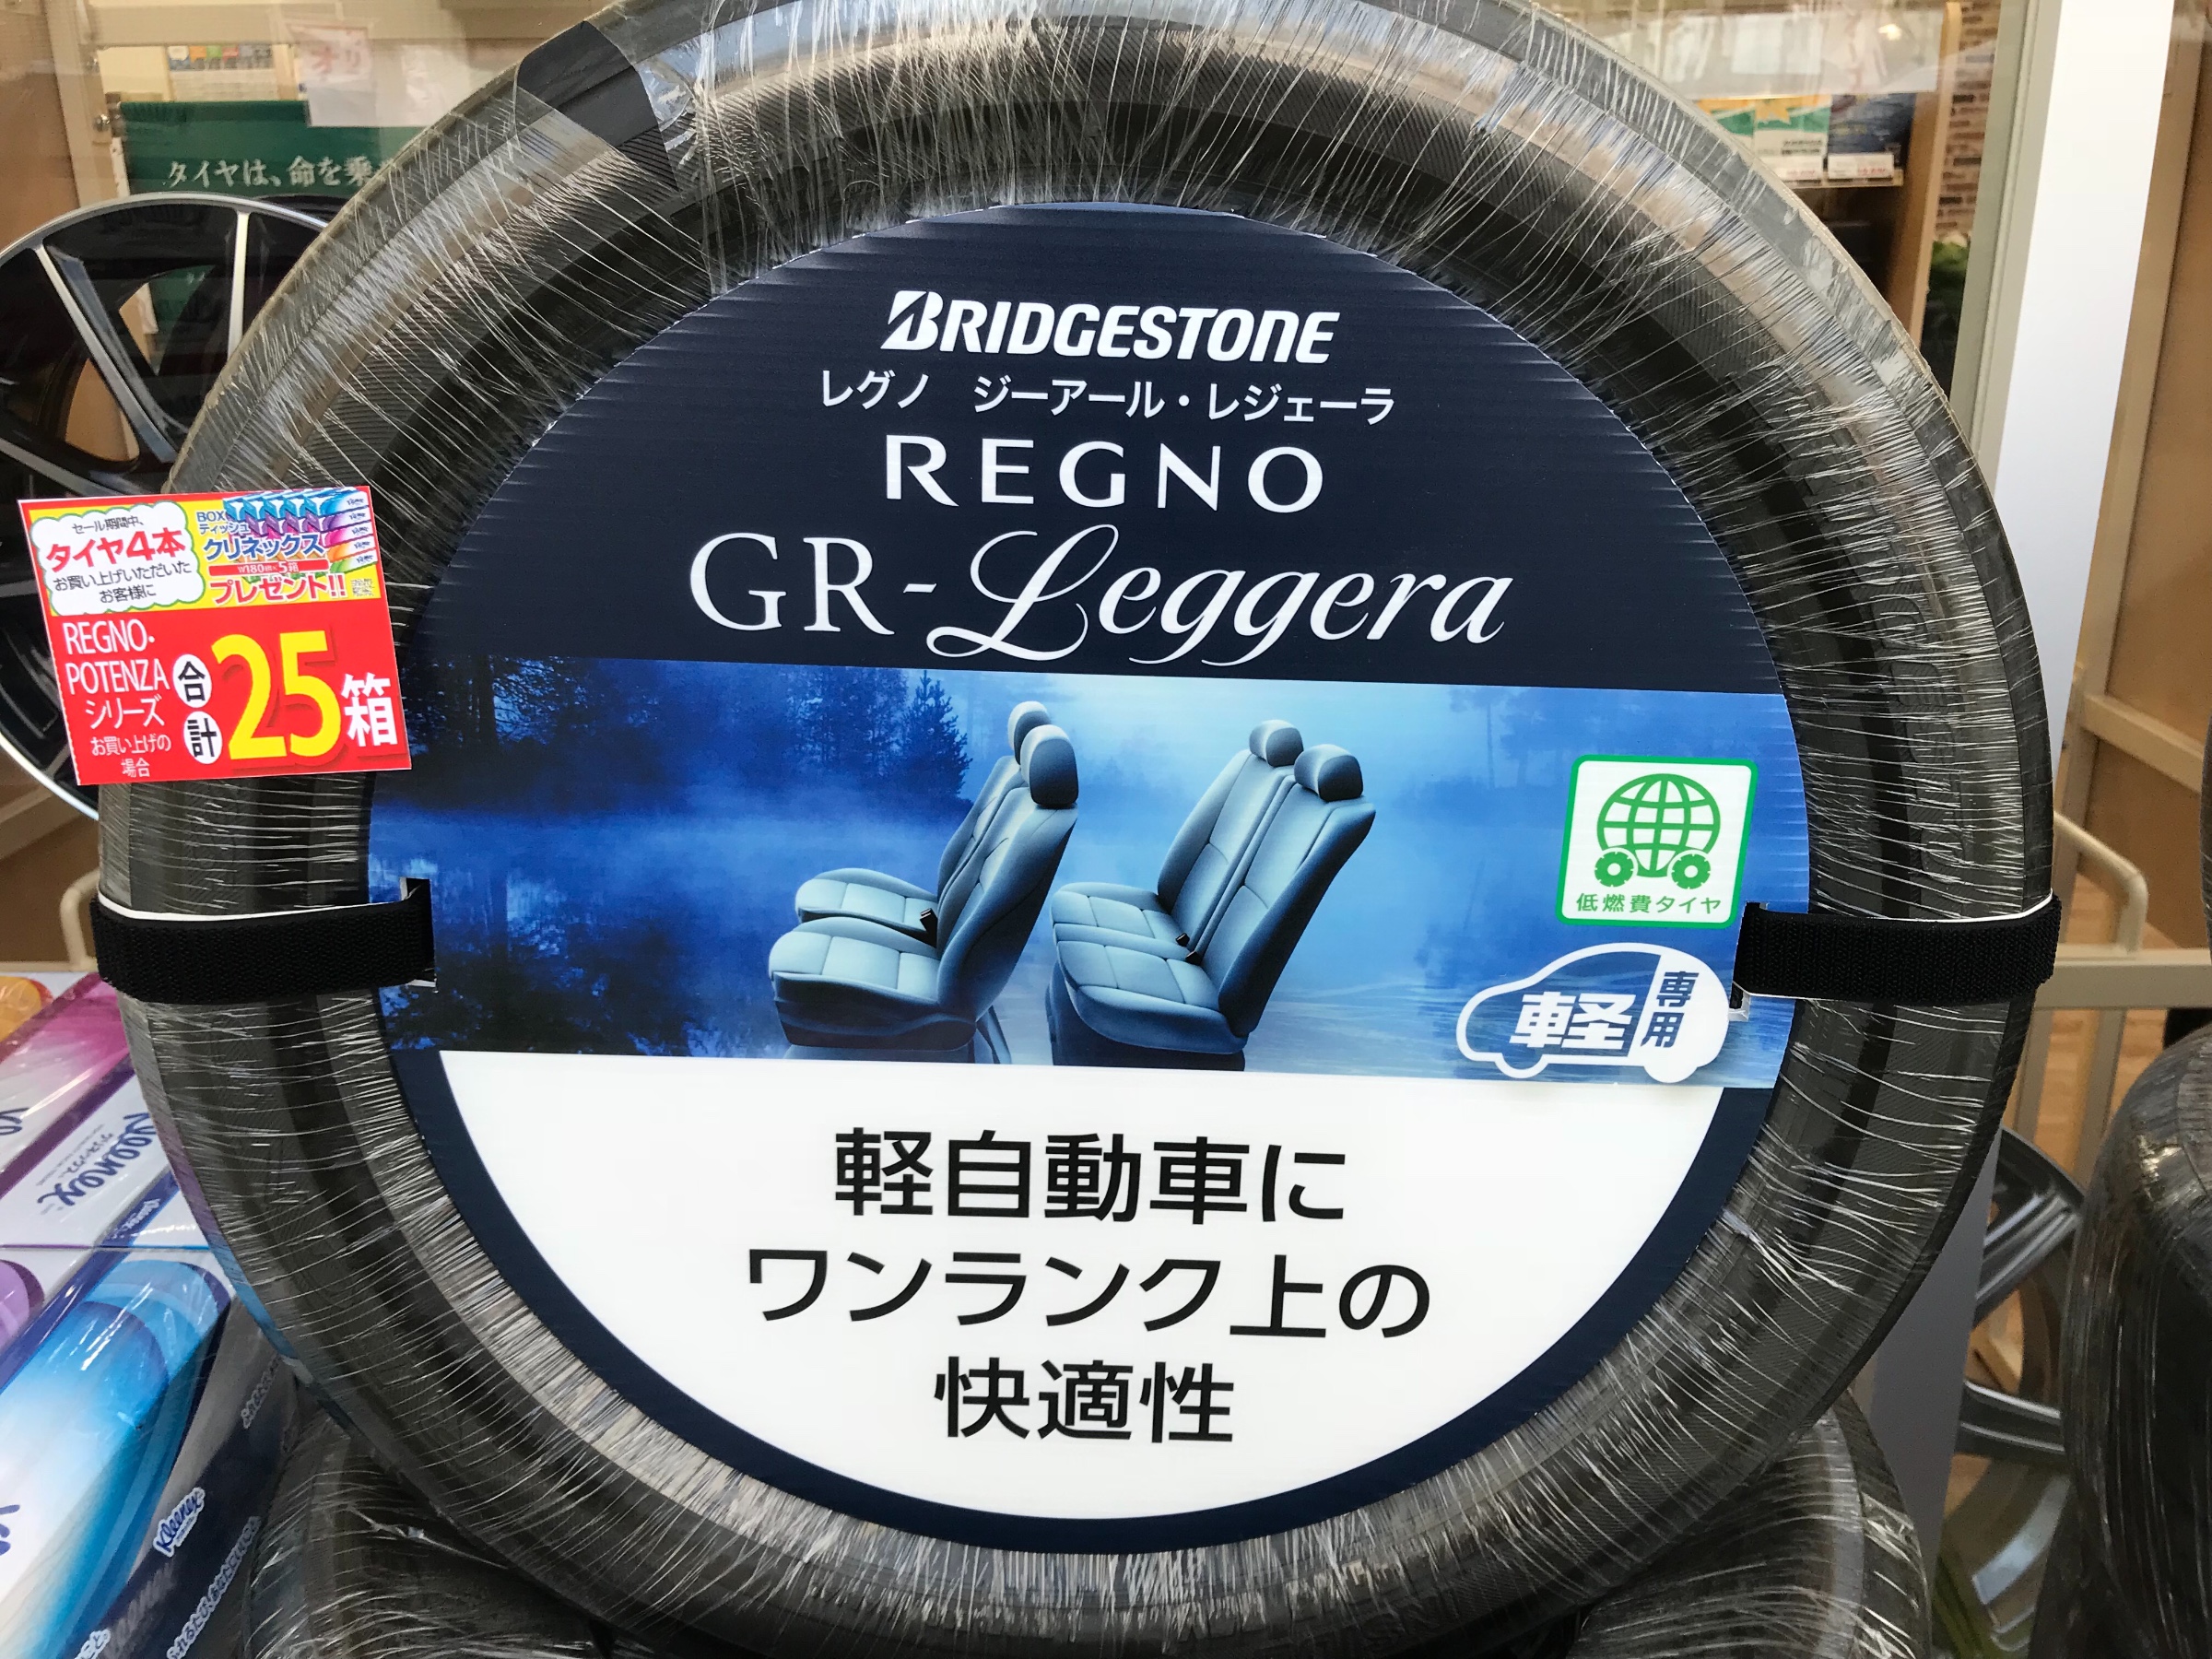 タイヤは、命を乗
BRIDGESTONE
レグノ ジーアール・レジェーラ
REGNO
GR-Leggera
セール期間中、
タイヤ4本
お買い上げいただいた
お客様に
BOX
ティッシュ
クリネックス
プレゼント!!
REGNO・
POTENZA
シリーズ
お買い上げの
場合
合計
25箱
低燃費タイヤ
軽専用
軽自動車に
ワンランク上の
快適性
Kleenex
Kleenex